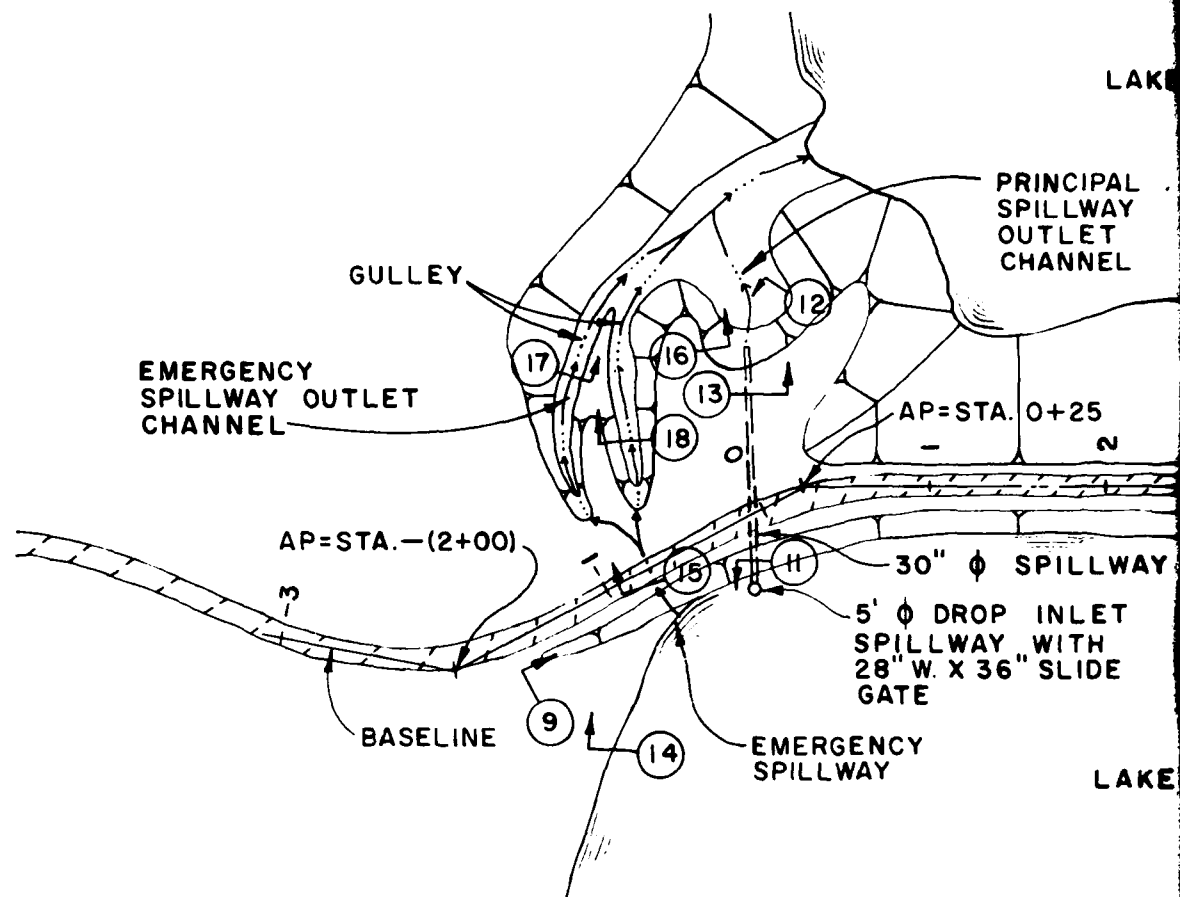 LAKE
PRINCIPAL
SPILLWAY
OUTLET
CHANNEL
GULLEY
12
17
16
13
EMERGENCY
SPILLWAY OUTLET
CHANNEL
18
AP=STA. 0+25
0
1
2
AP=STA.-(2+00)
-1
15
11
30" ϕ SPILLWAY
-3
5' ϕ DROP INLET
SPILLWAY WITH
28" W. X 36" SLIDE
GATE
9
BASELINE
14
EMERGENCY
SPILLWAY
LAKE